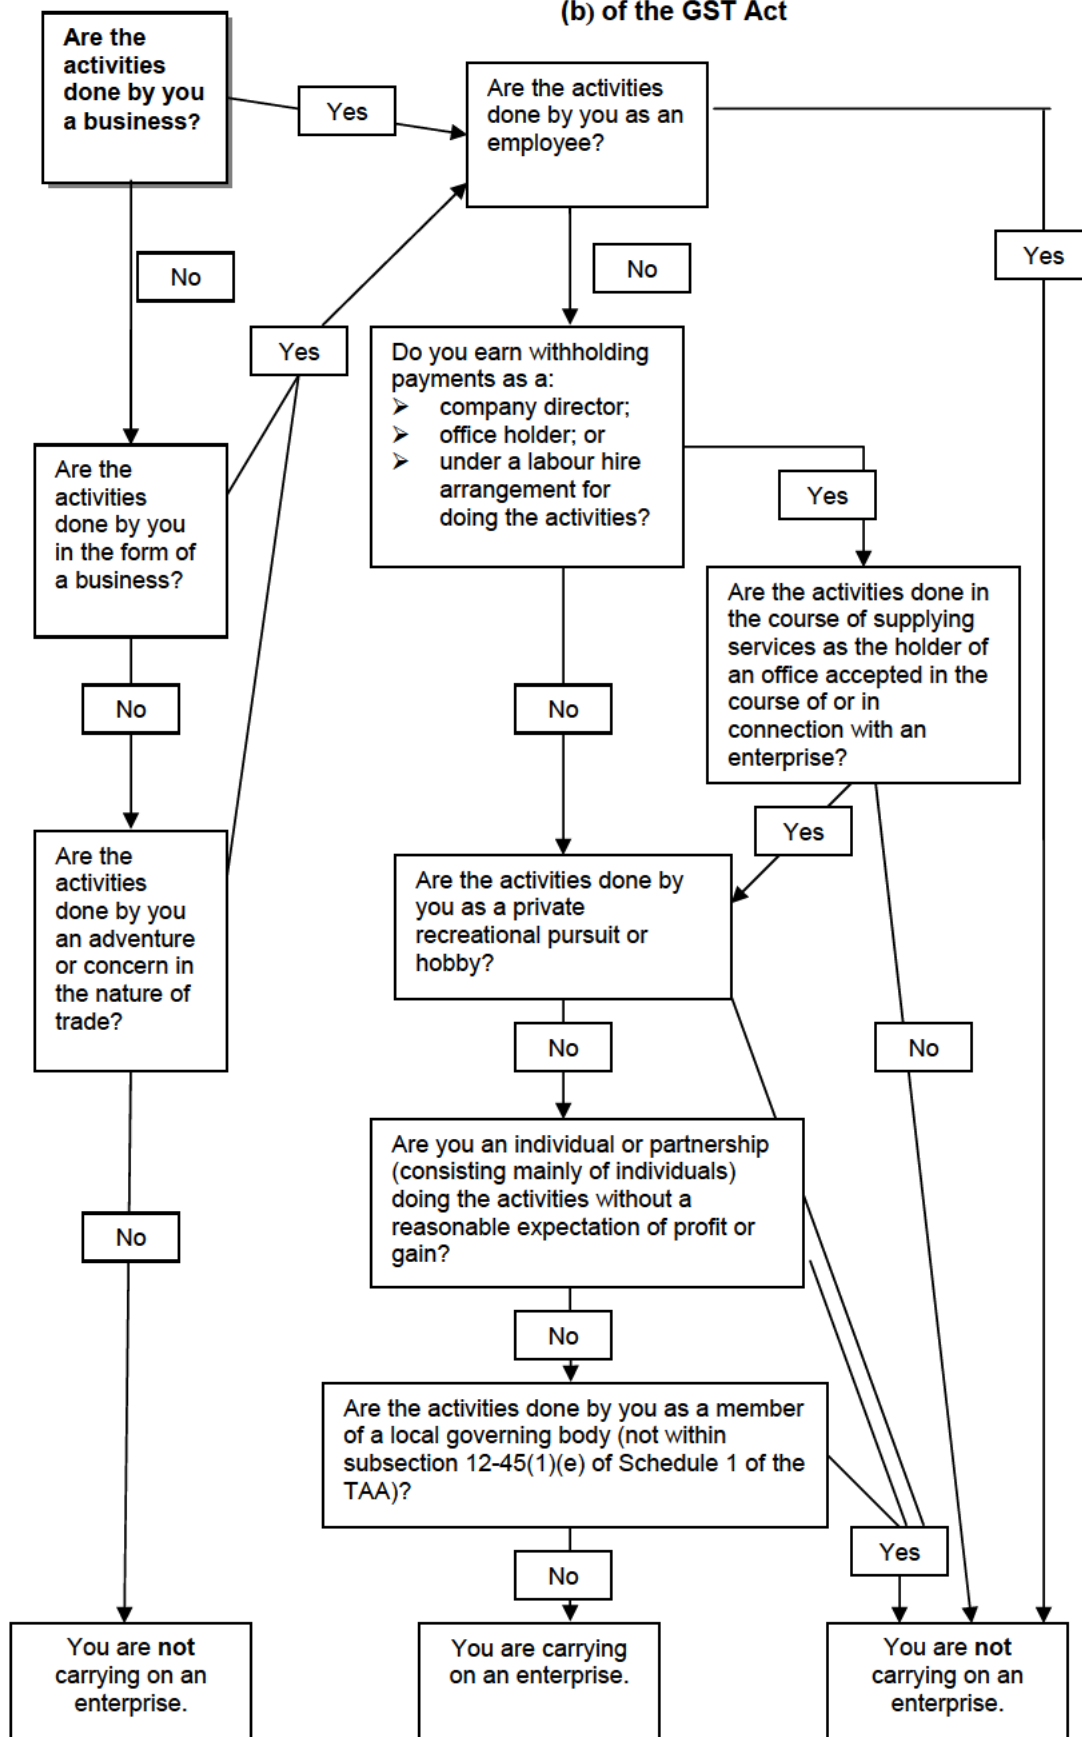 (b) of the GST Act
Are the
activities
done by you
a business?
Yes
Are the activities
done by you as an
employee?
Yes
No
No
Yes
Do you earn withholding
payments as a:
➢ company director;
➢ office holder; or
➢ under a labour hire
arrangement for
doing the activities?
Are the
activities
done by you
in the form of
a business?
Yes
Are the activities done in
the course of supplying
services as the holder of
an office accepted in the
course of or in
connection with an
enterprise?
No
No
Yes
Are the
activities
done by you
an adventure
or concern in
the nature of
trade?
Are the activities done by
you as a private
recreational pursuit or
hobby?
No
No
Are you an individual or partnership
(consisting mainly of individuals)
doing the activities without a
reasonable expectation of profit or
gain?
No
No
Are the activities done by you as a member
of a local governing body (not within
subsection 12-45(1)(e) of Schedule 1 of the
TAA)?
Yes
No
You are not
carrying on an
enterprise.
You are carrying
on an enterprise.
You are not
carrying on an
enterprise.